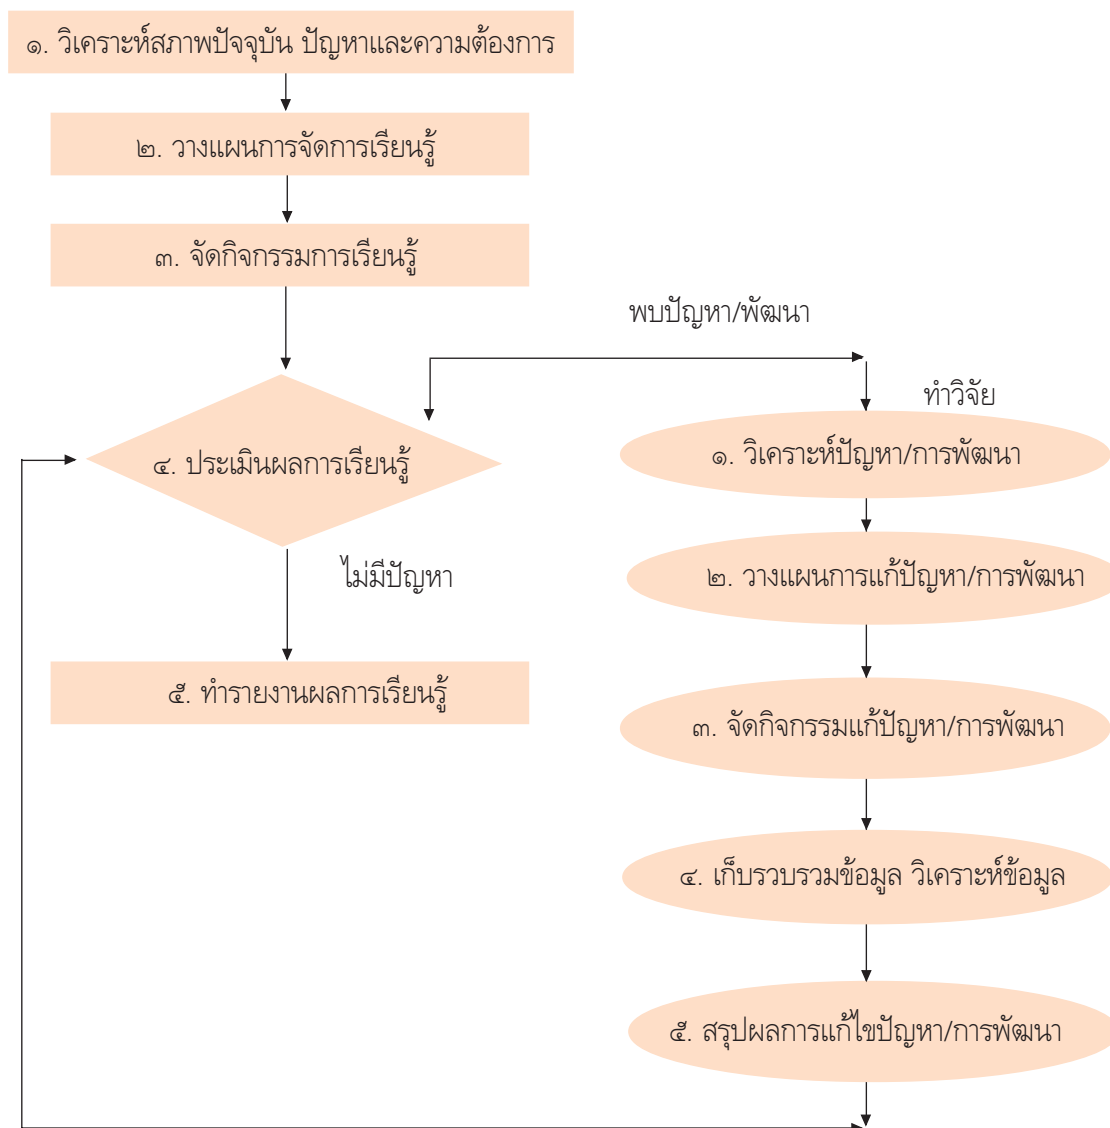 ๑. วิเคราะห์สภาพปัจจุบัน ปัญหาและความต้องการ
๒. วางแผนการจัดการเรียนรู้
๓. จัดกิจกรรมการเรียนรู้
พบปัญหา/พัฒนา
ทำวิจัย
๔. ประเมินผลการเรียนรู้
ไม่มีปัญหา
๕. ทำรายงานผลการเรียนรู้
๑. วิเคราะห์ปัญหา/การพัฒนา
๒. วางแผนการแก้ปัญหา/การพัฒนา
๓. จัดกิจกรรมแก้ปัญหา/การพัฒนา
๔. เก็บรวบรวมข้อมูล วิเคราะห์ข้อมูล
๕. สรุปผลการแก้ไขปัญหา/การพัฒนา